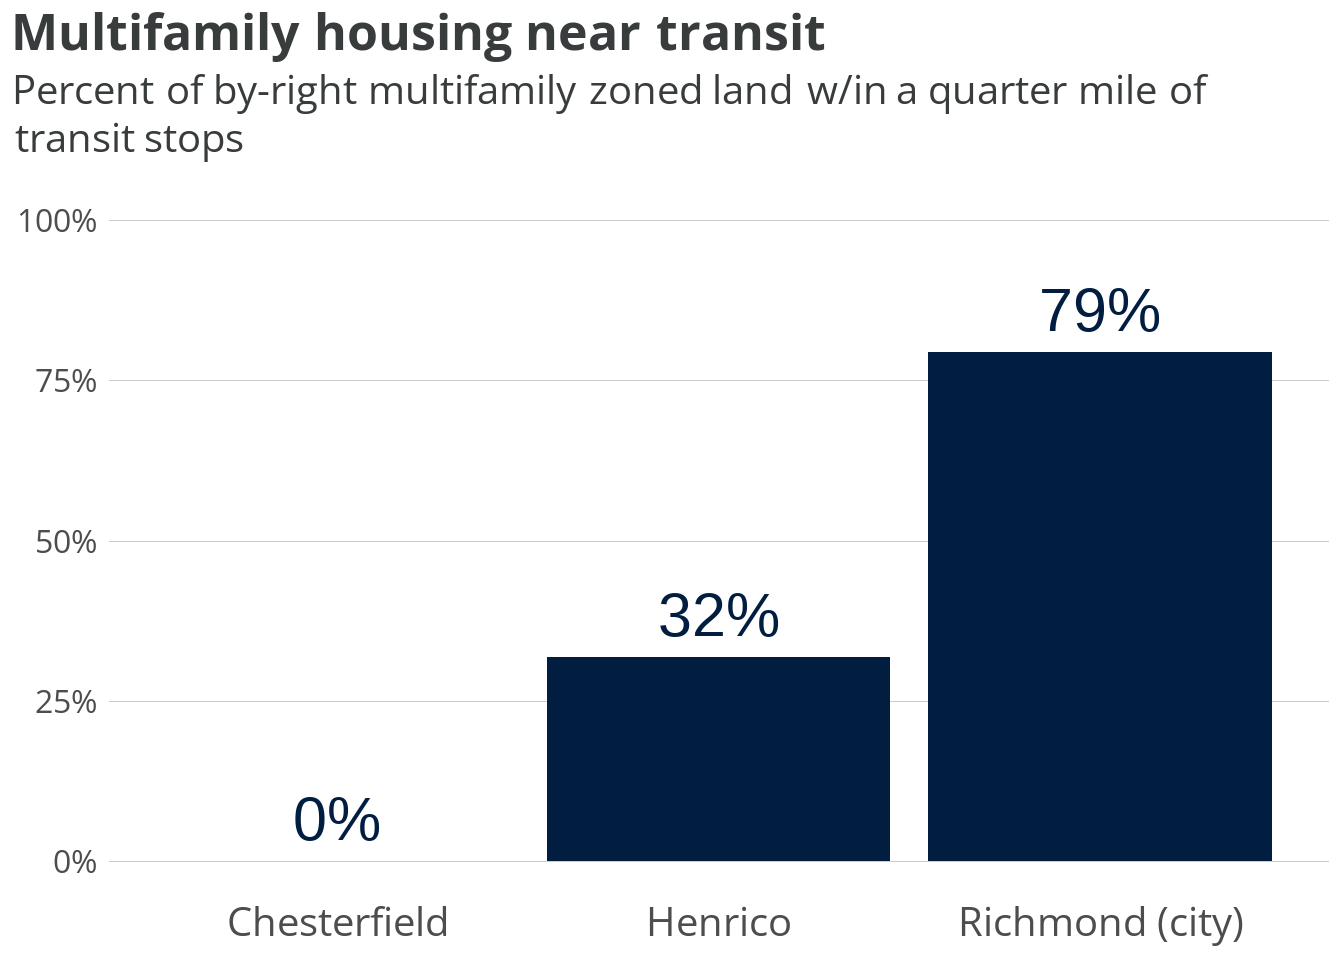 Multifamily housing near transit
Percent of by-right multifamily zoned land w/in a quarter mile of
transit stops
100%
79%
75%
50%
32%
25%
0%
0%
Chesterfield Henrico Richmond (city)